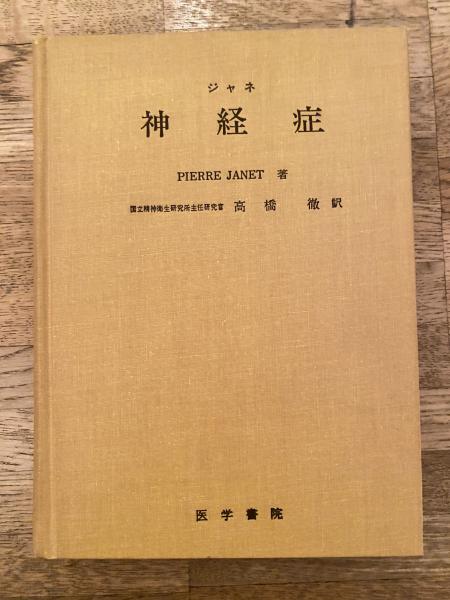 ジャネ
神経症
PIERRE JANET 著
国立精神衛生研究所主任研究官 高橋 徹 訳
医学書院